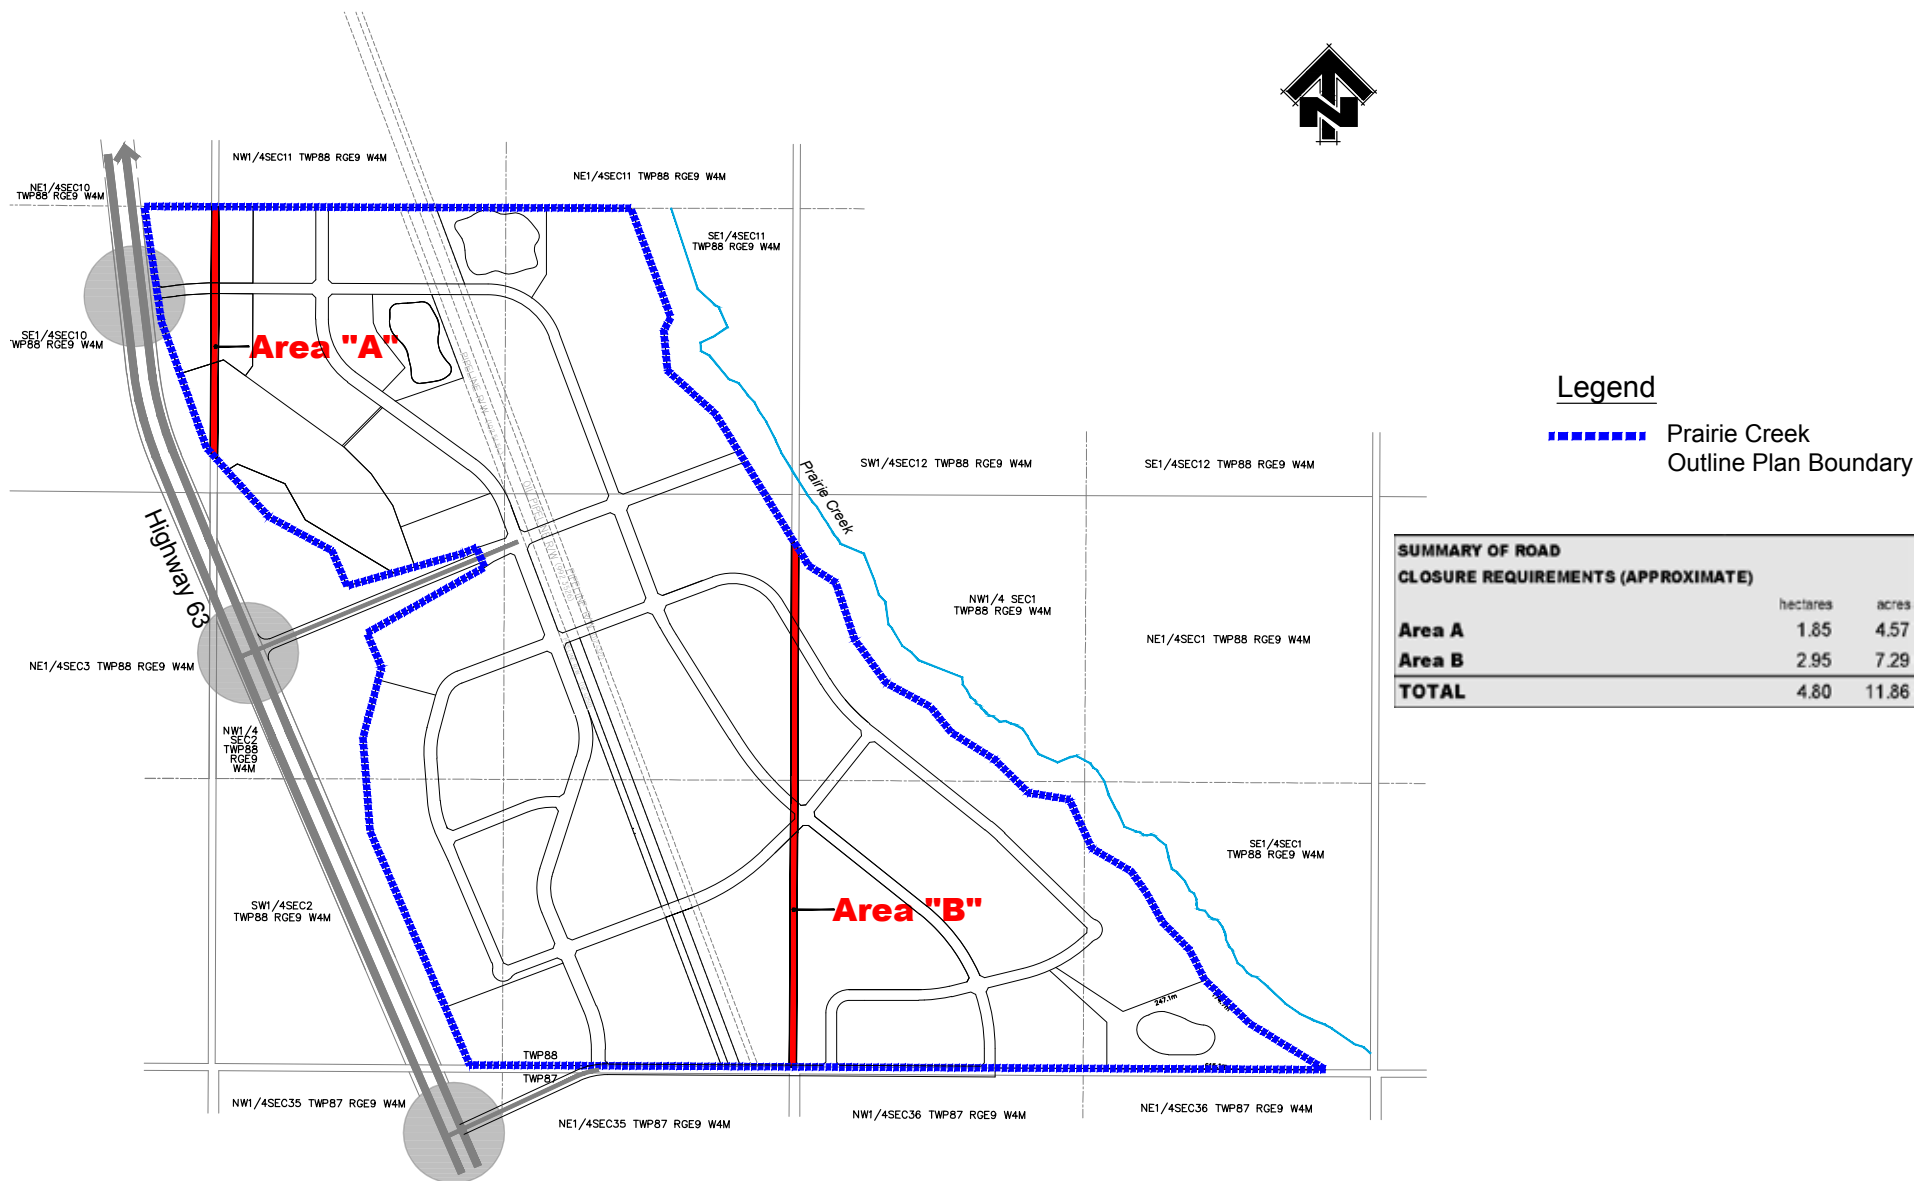 N
NW1/4SEC11 TWP88 RGE9 W4M
NE1/4SEC11 TWP88 RGE9 W4M
NE1/4SEC10
TWP88 RGE9 W4M
SE1/4SEC11
TWP88 RGE9 W4M
SE1/4SEC10
WP88 RGE9 W4M
Area "A"
Legend
Prairie Creek
Outline Plan Boundary
SW1/4SEC12 TWP88 RGE9 W4M
SE1/4SEC12 TWP88 RGE9 W4M
Prairie Creek
Highway 63
SUMMARY OF ROAD
CLOSURE REQUIREMENTS (APPROXIMATE)
hectares acres
Area A 1.85 4.57
Area B 2.95 7.29
TOTAL 4.80 11.86
NW1/4 SEC1
TWP88 RGE9 W4M
NE1/4SEC1 TWP88 RGE9 W4M
NE1/4SEC3 TWP88 RGE9 W4M
NW1/4
SEC2
TWP88
RGE9
W4M
SE1/4SEC1
TWP88 RGE9 W4M
SW1/4SEC2
TWP88 RGE9 W4M
Area "B"
247.1m
TWP88
TWP87
NW1/4SEC35 TWP87 RGE9 W4M
NE1/4SEC35 TWP87 RGE9 W4M
NW1/4SEC36 TWP87 RGE9 W4M
NE1/4SEC36 TWP87 RGE9 W4M